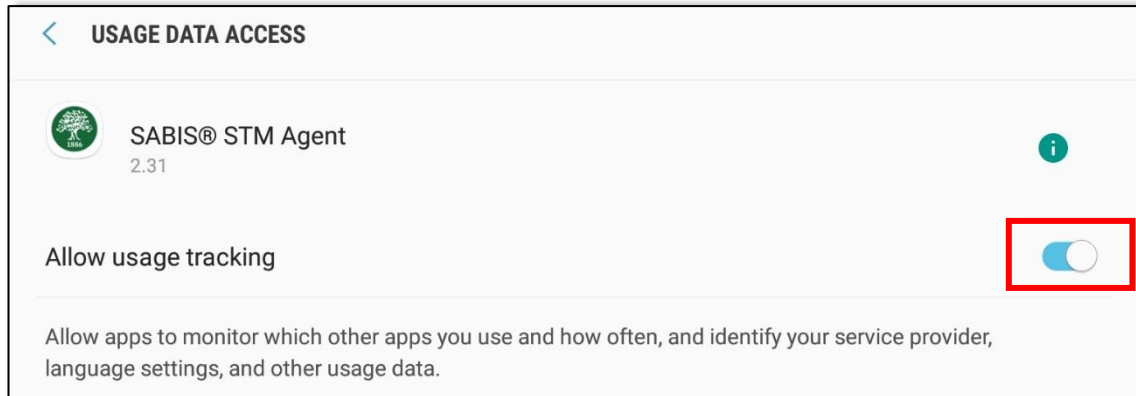 USAGE DATA ACCESS
1886
SABIS® STM Agent
2.31
i
Allow usage tracking
Allow apps to monitor which other apps you use and how often, and identify your service provider,
language settings, and other usage data.